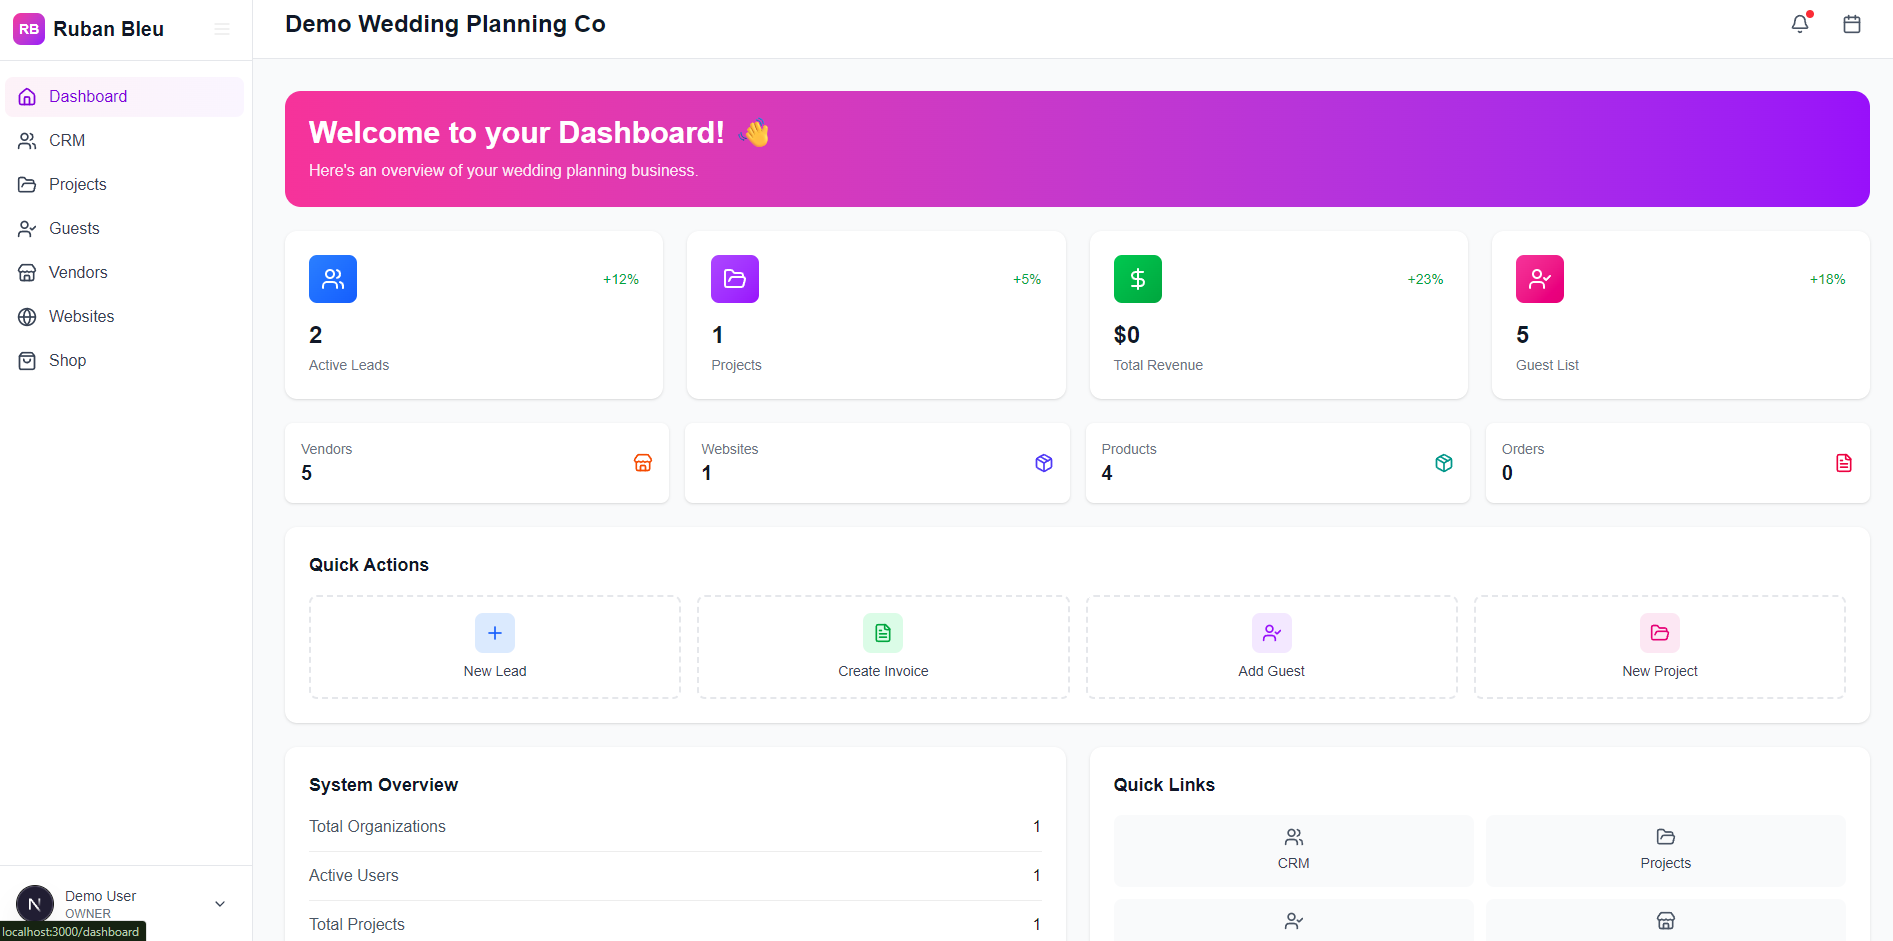 RB Ruban Bleu
Dashboard
CRM
Projects
Guests
Vendors
Websites
Shop
N
Demo User
OWNER
localhost:3000/dashboard
Demo Wedding Planning Co
Welcome to your Dashboard! 👋
Here's an overview of your wedding planning business.
+12%
2
Active Leads
+5%
1
Projects
+23%
$0
Total Revenue
+18%
5
Guest List
Vendors
5
Websites
1
Products
4
Orders
0
Quick Actions
New Lead
Create Invoice
Add Guest
New Project
System Overview
Total Organizations 1
Active Users 1
Total Projects 1
Quick Links
CRM
Projects